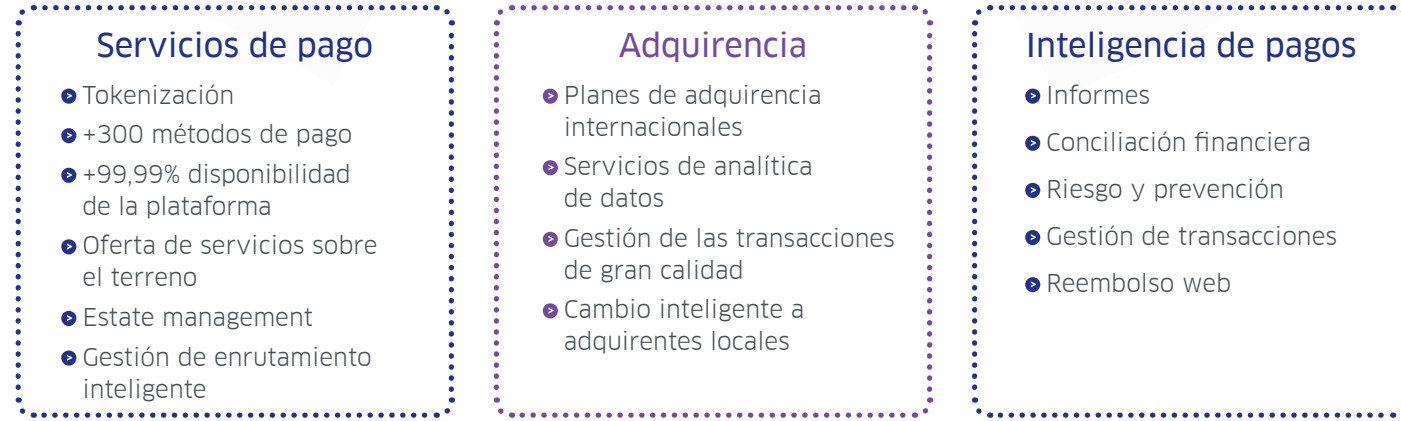 Servicios de pago
Tokenización
+300 métodos de pago
+99,99% disponibilidad
de la plataforma
Oferta de servicios sobre
el terreno
Estate management
Gestión de enrutamiento
inteligente
Adquirencia
Planes de adquirencia
internacionales
Servicios de analítica
de datos
Gestión de las transacciones
de gran calidad
Cambio inteligente a
adquirentes locales
Inteligencia de pagos
Informes
Conciliación financiera
Riesgo y prevención
Gestión de transacciones
Reembolso web